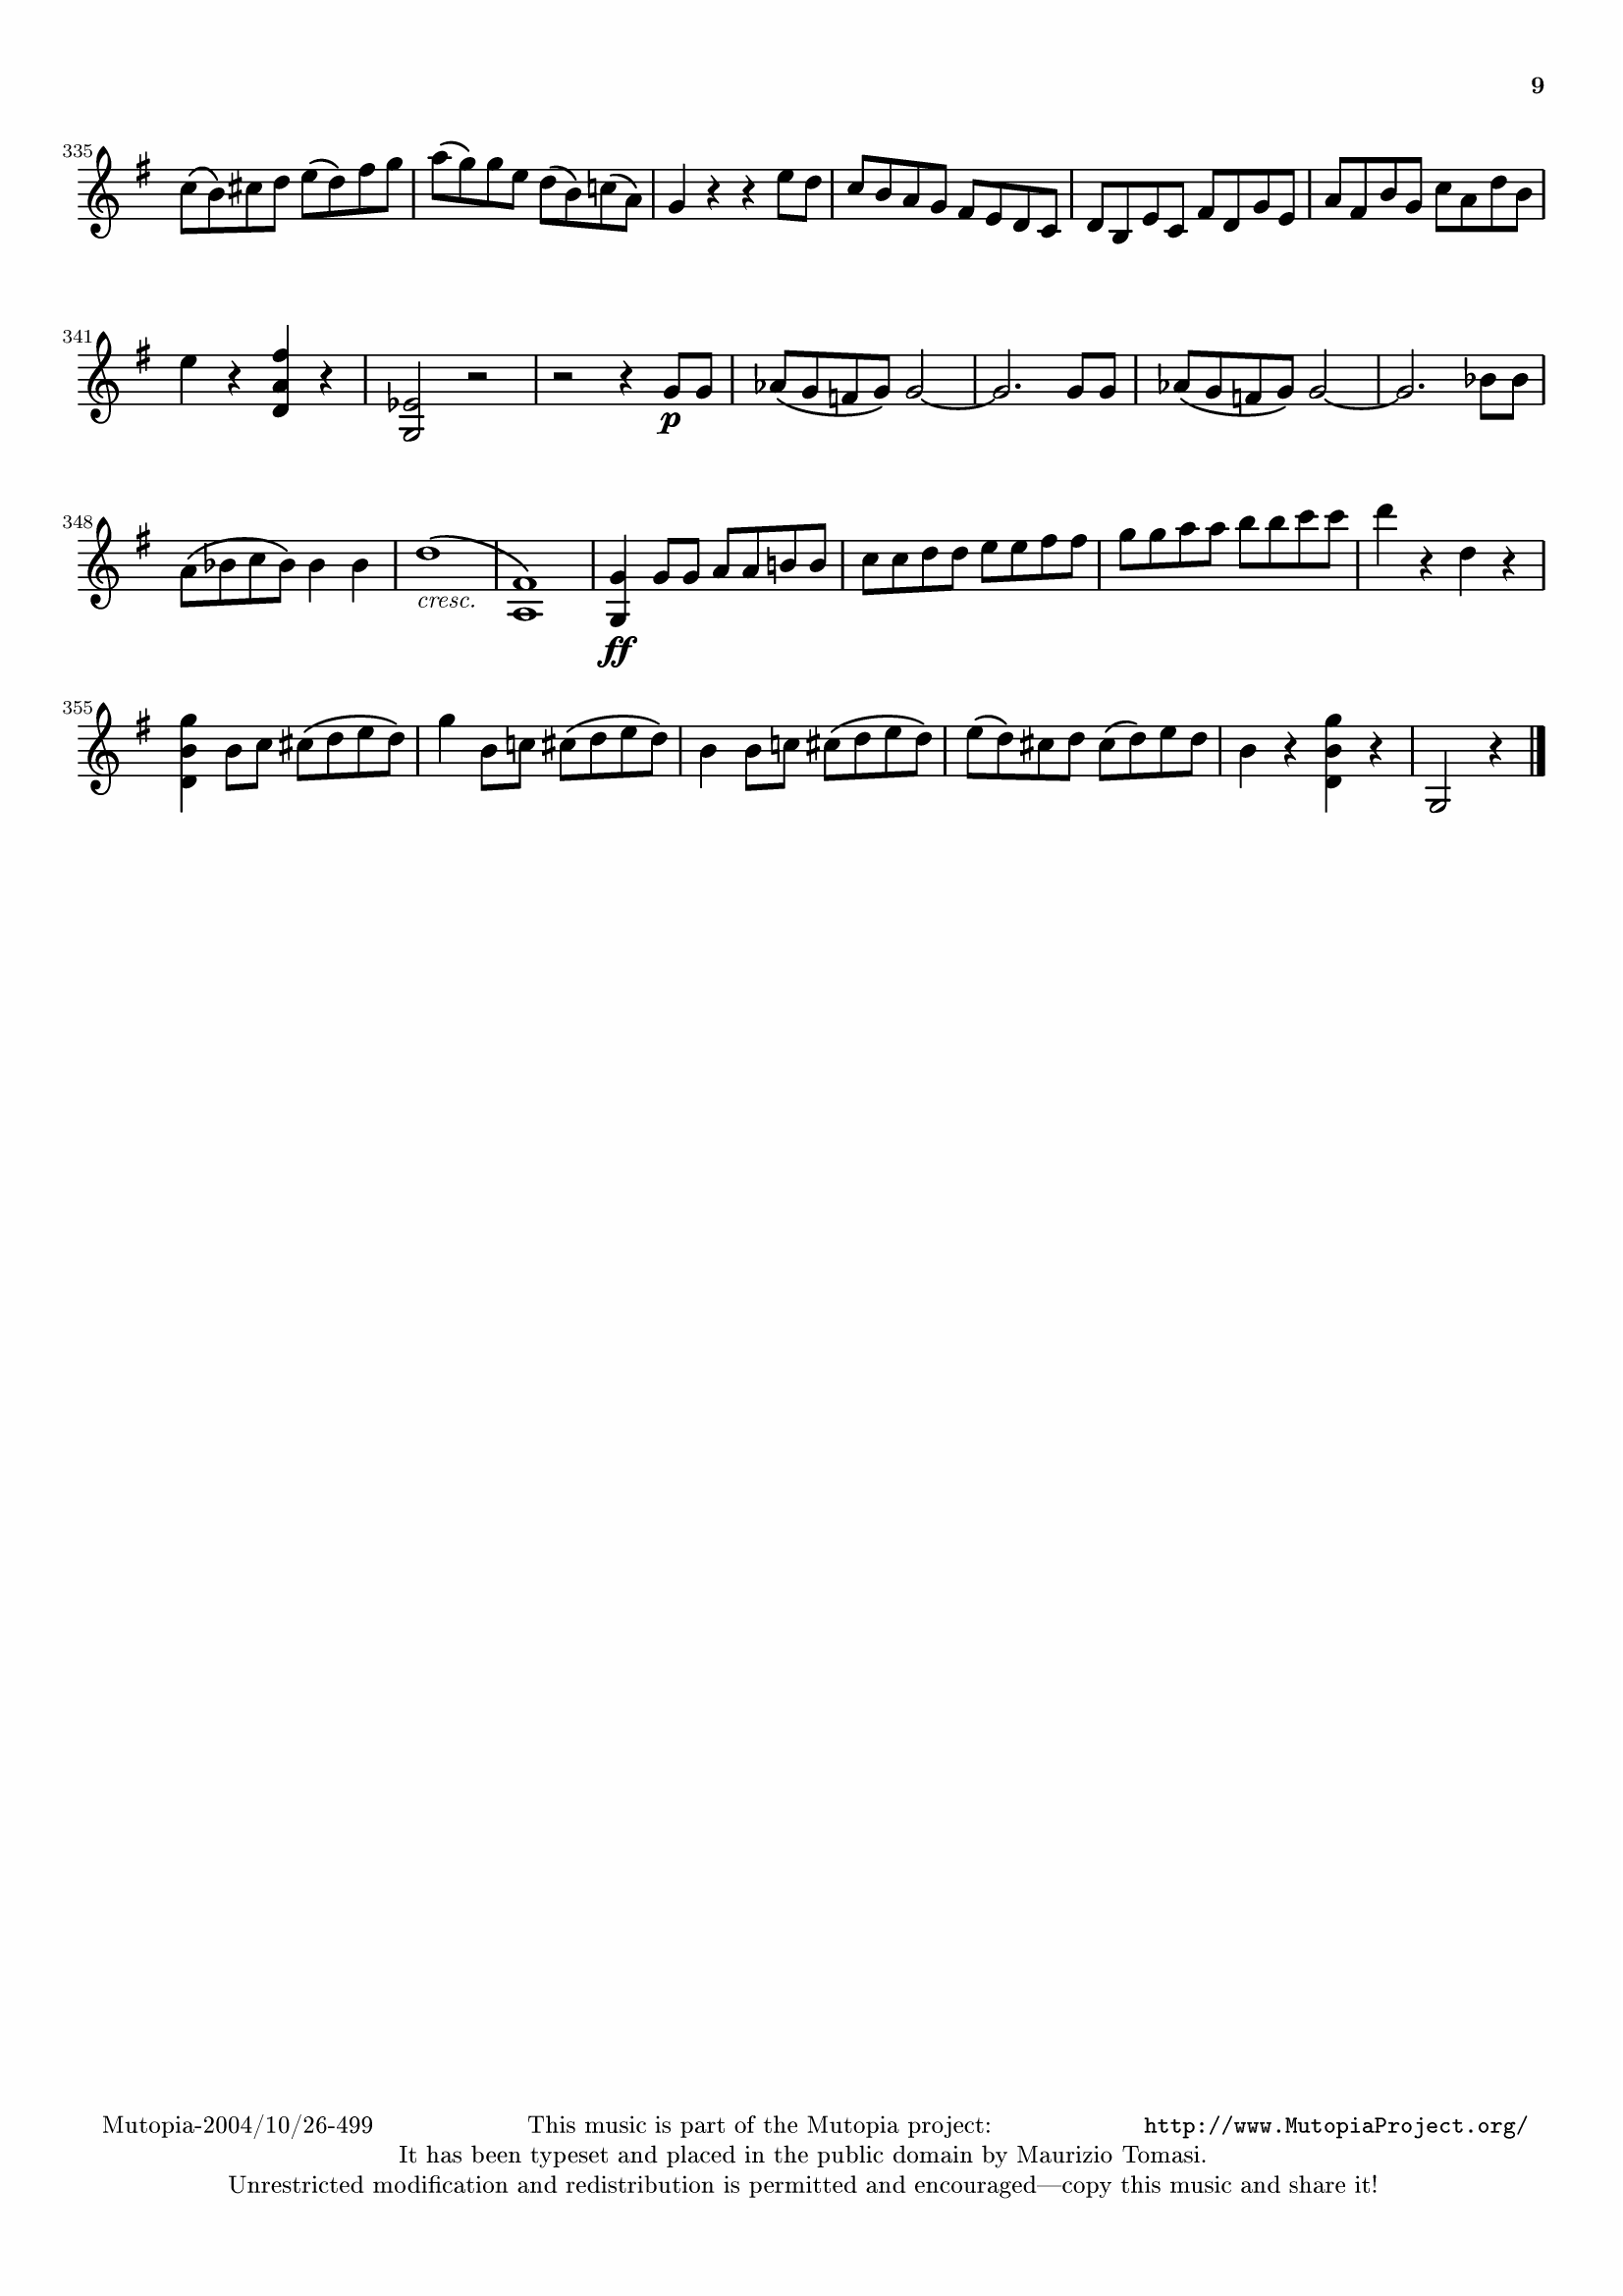 9
335
341
p
348
cresc.
ff
355
Mutopia-2004/10/26-499 This music is part of the Mutopia project: http://www.MutopiaProject.org/
It has been typeset and placed in the public domain by Maurizio Tomasi.
Unrestricted modification and redistribution is permitted and encouraged—copy this music and share it!